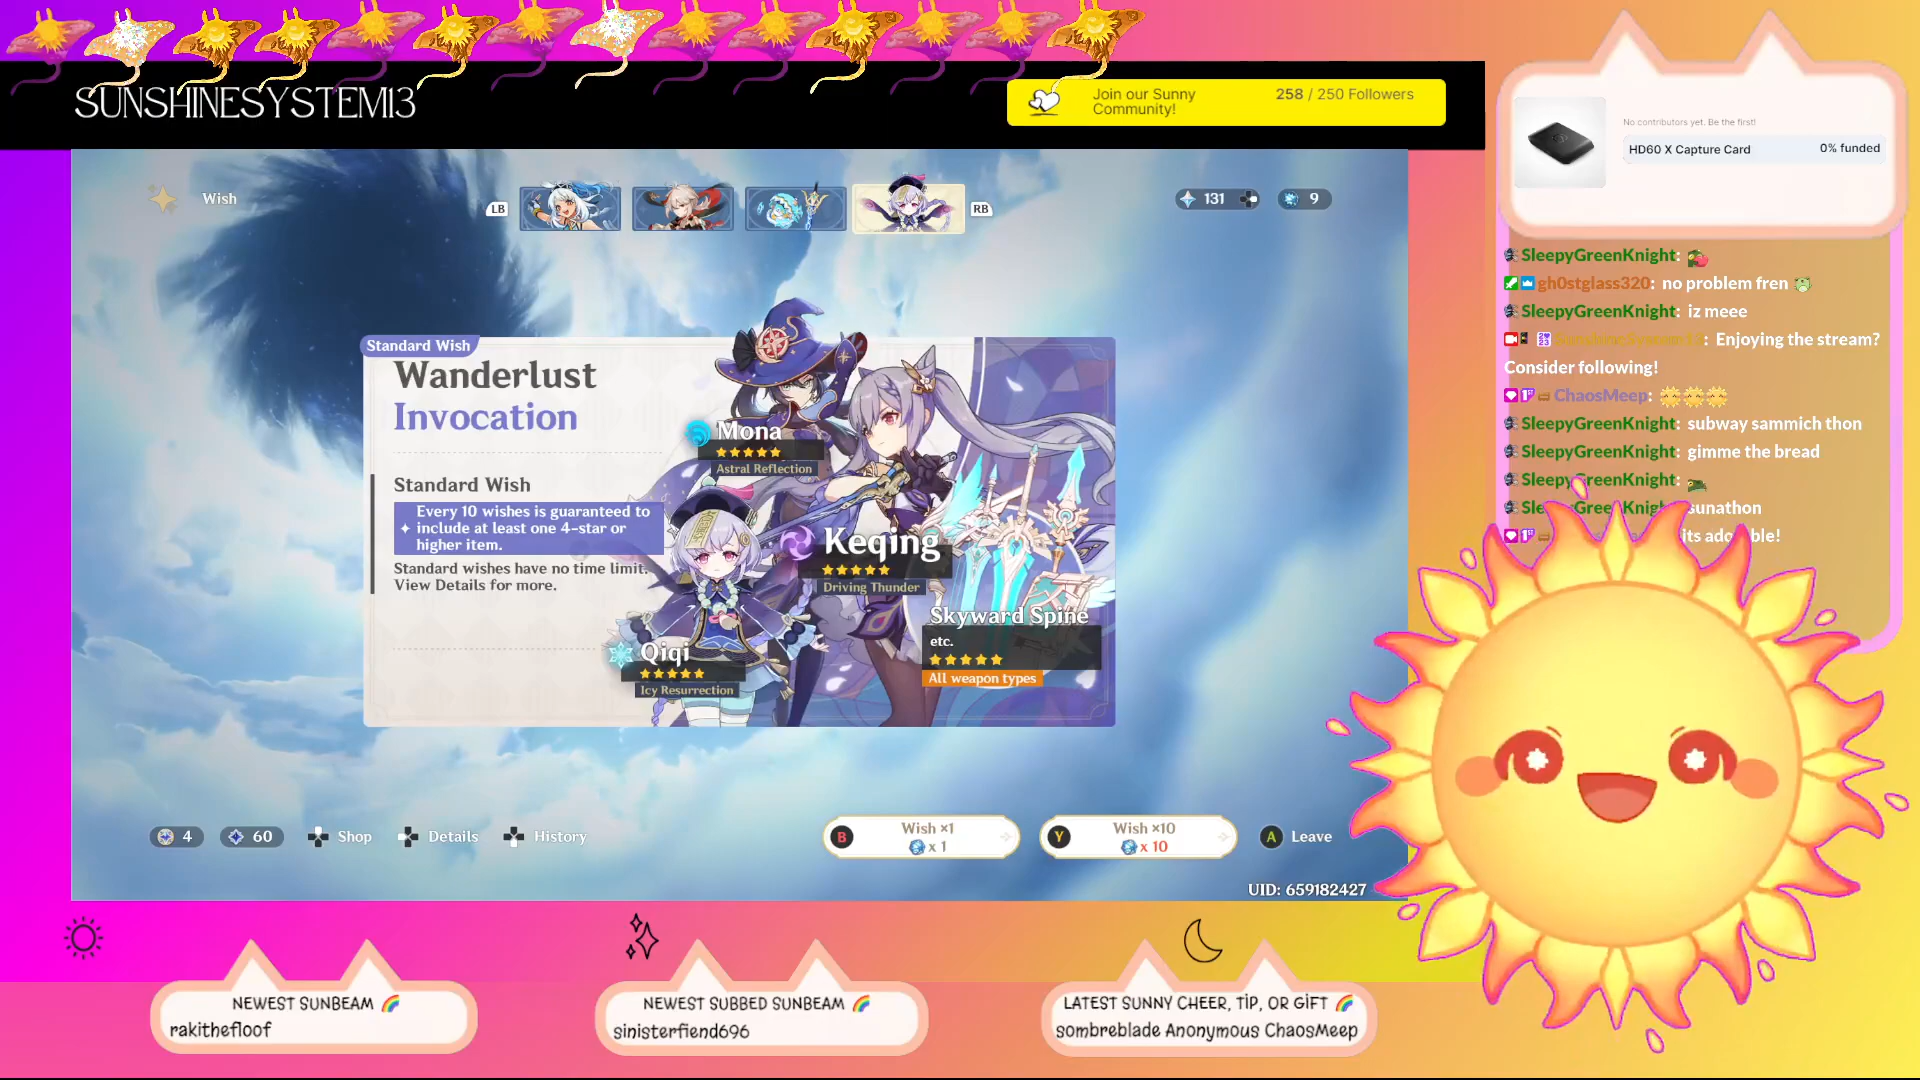 SUNSHINESYSTEM13
Join our Sunny
Community!
258 / 250 Followers
No contributors yet. Be the first!
HD60 X Capture Card
0% funded
Wish
LB
RB
131
9
Standard Wish
Wanderlust
Invocation
Standard Wish
Every 10 wishes is guaranteed to
include at least one 4-star or
higher item.
Standard wishes have no time limit.
View Details for more.
Mona
Astral Reflection
Keqing
Driving Thunder
Qiqi
Icy Resurrection
Skyward Spine
etc.
All weapon types
4
60
Shop
Details
History
B
Wish ×1
x 1
Y
Wish ×10
x 10
A
Leave
UID: 659182427
SleepyGreenKnight:
gh0stglass320: no problem fren
SleepyGreenKnight: iz meee
SunshineSystem13: Enjoying the stream?
Consider following!
ChaosMeep:
SleepyGreenKnight: subway sammich thon
SleepyGreenKnight: gimme the bread
SleepyGreenKnight:
sunathon
its
NEWEST SUNBEAM
rakithefloof
NEWEST SUBBED SUNBEAM
sinisterfiend696
LATEST SUNNY CHEER, TIP, OR GIFT
sombreblade Anonymous ChaosMeep